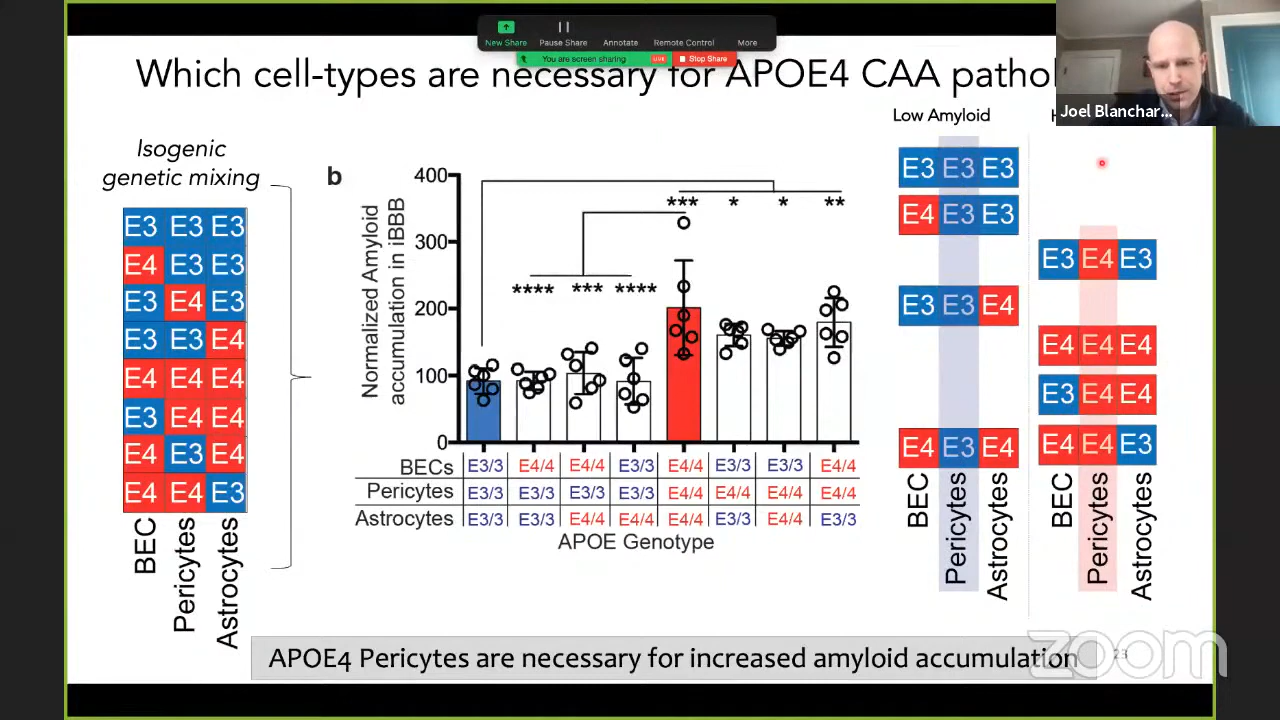 New Share Pause Share Annotate Remote Control More
You are screen sharing Live Stop Share
Which cell-types are necessary for APOE4 CAA pathol
Joel Blanchar...
Low Amyloid
Isogenic
genetic mixing
E3 E3 E3
E4 E3 E3
E3 E4 E3
E3 E3 E4
E4 E4 E4
E3 E4 E4
E4 E3 E4
E4 E4 E3
BEC
Pericytes
Astrocytes
b
Normalized Amyloid
accumulation in iBBB
400
300
200
100
0
*** * * **
**** *** ****
BECs E3/3 E4/4 E4/4 E3/3 E4/4 E3/3 E3/3 E4/4
Pericytes E3/3 E3/3 E3/3 E3/3 E4/4 E4/4 E4/4 E4/4
Astrocytes E3/3 E3/3 E4/4 E4/4 E4/4 E3/3 E4/4 E3/3
APOE Genotype
E3 E3 E3
E4 E3 E3
E3 E3 E4
E4 E3 E4
BEC
Pericytes
Astrocytes
E3 E4 E3
E4 E4 E4
E3 E4 E4
E4 E4 E3
BEC
Pericytes
Astrocytes
APOE4 Pericytes are necessary for increased amyloid accumulation
23
zoom